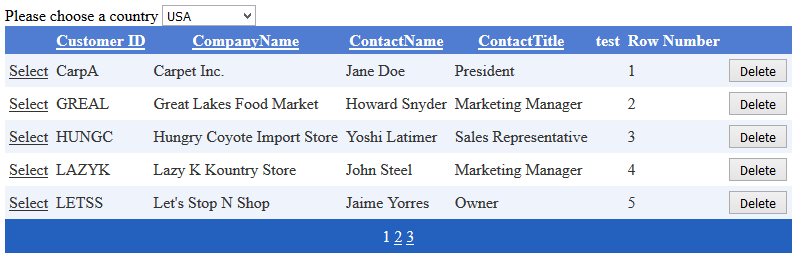 Please choose a country USA
Customer ID CompanyName ContactName ContactTitle test Row Number
Select CarpA Carpet Inc. Jane Doe President 1 Delete
Select GREAL Great Lakes Food Market Howard Snyder Marketing Manager 2 Delete
Select HUNGC Hungry Coyote Import Store Yoshi Latimer Sales Representative 3 Delete
Select LAZYK Lazy K Kountry Store John Steel Marketing Manager 4 Delete
Select LETSS Let's Stop N Shop Jaime Yorres Owner 5 Delete
1 2 3